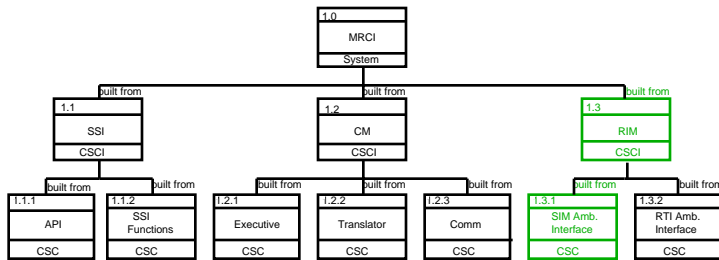 1.0
MRCI
System
built from
built from
built from
1.1
SSI
CSCI
1.2
CM
CSCI
1.3
RIM
CSCI
built from
built from
built from
built from
built from
built from
built from
1.1.1
API
CSC
1.1.2
SSI
Functions
CSC
I.2.1
Executive
CSC
I.2.2
Translator
CSC
I.2.3
Comm
CSC
1.3.1
SIM Amb.
Interface
CSC
1.3.2
RTI Amb.
Interface
CSC